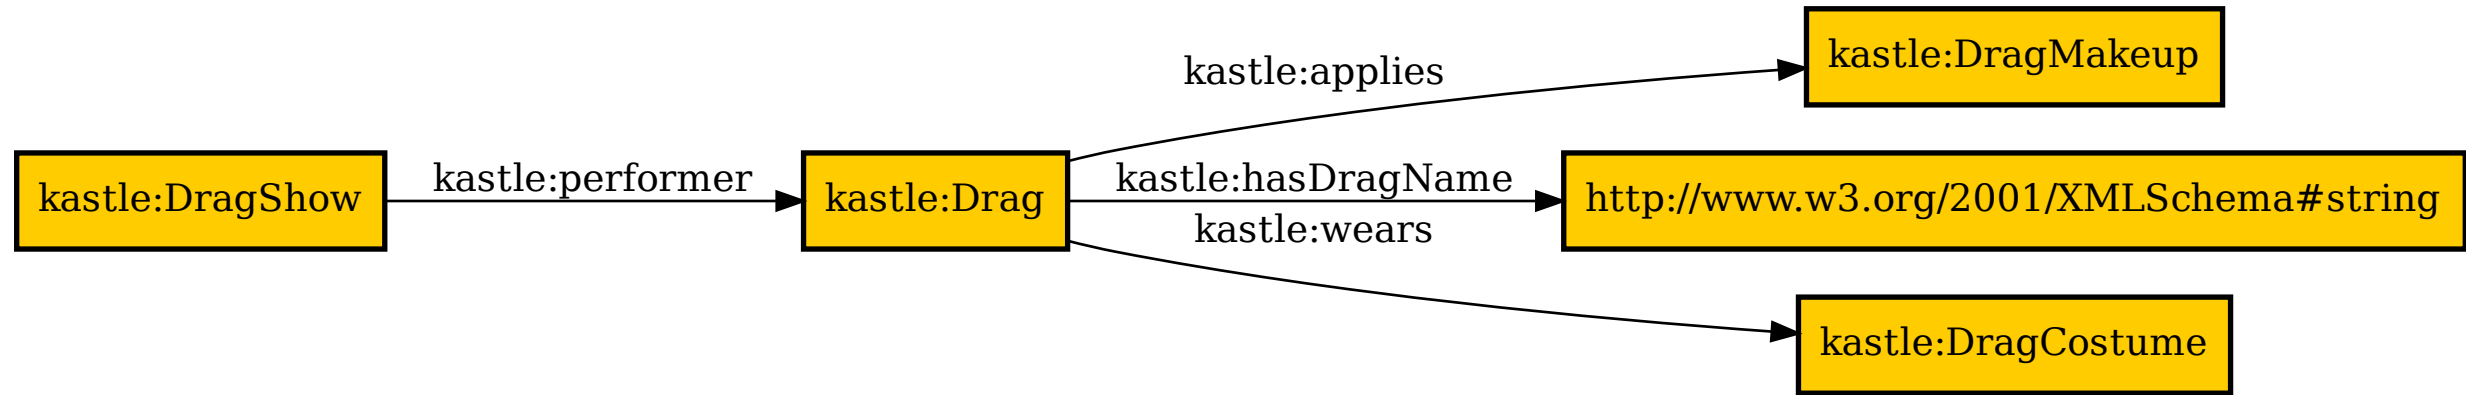 kastle:DragMakeup
kastle:applies
kastle:DragShow
kastle:performer
kastle:Drag
kastle:hasDragName
http://www.w3.org/2001/XMLSchema#string
kastle:wears
kastle:DragCostume